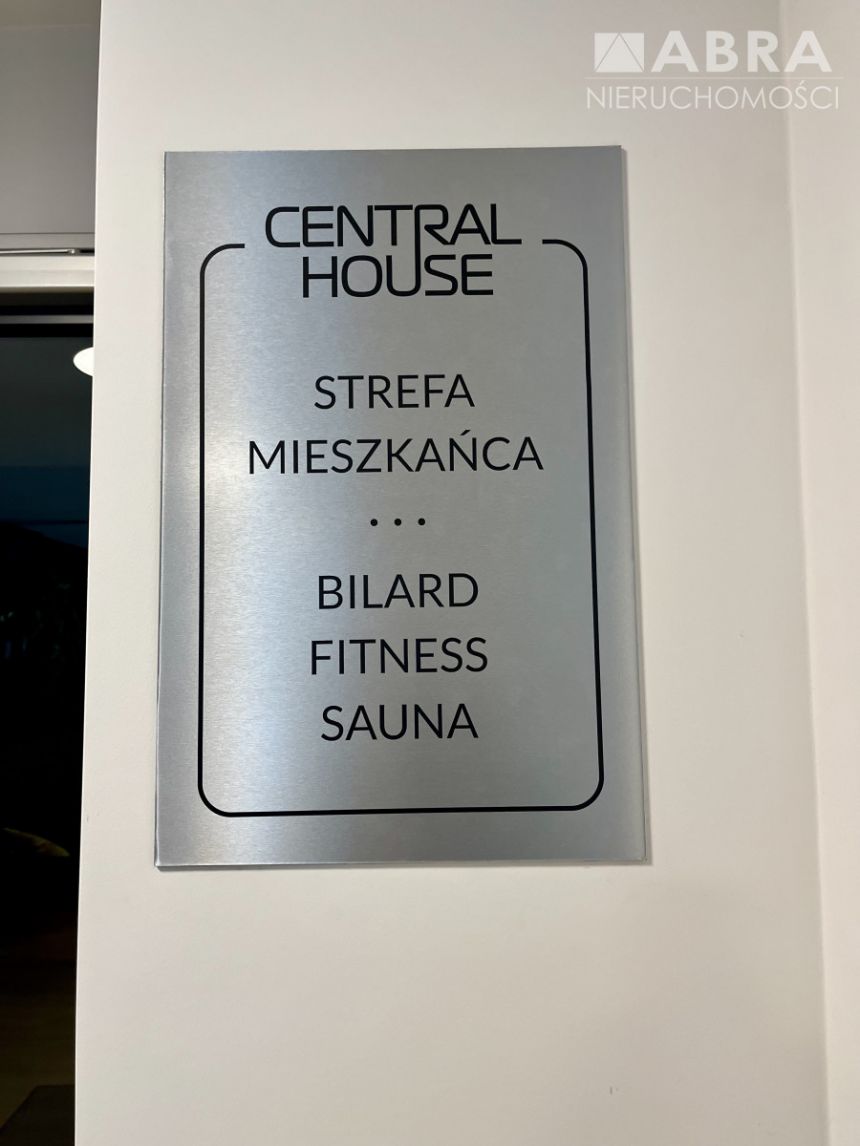 ABRA
NIERUCHOMOŚCI
CENTRAL
HOUSE
STREFA
MIESZKAŃCA
...
BILARD
FITNESS
SAUNA